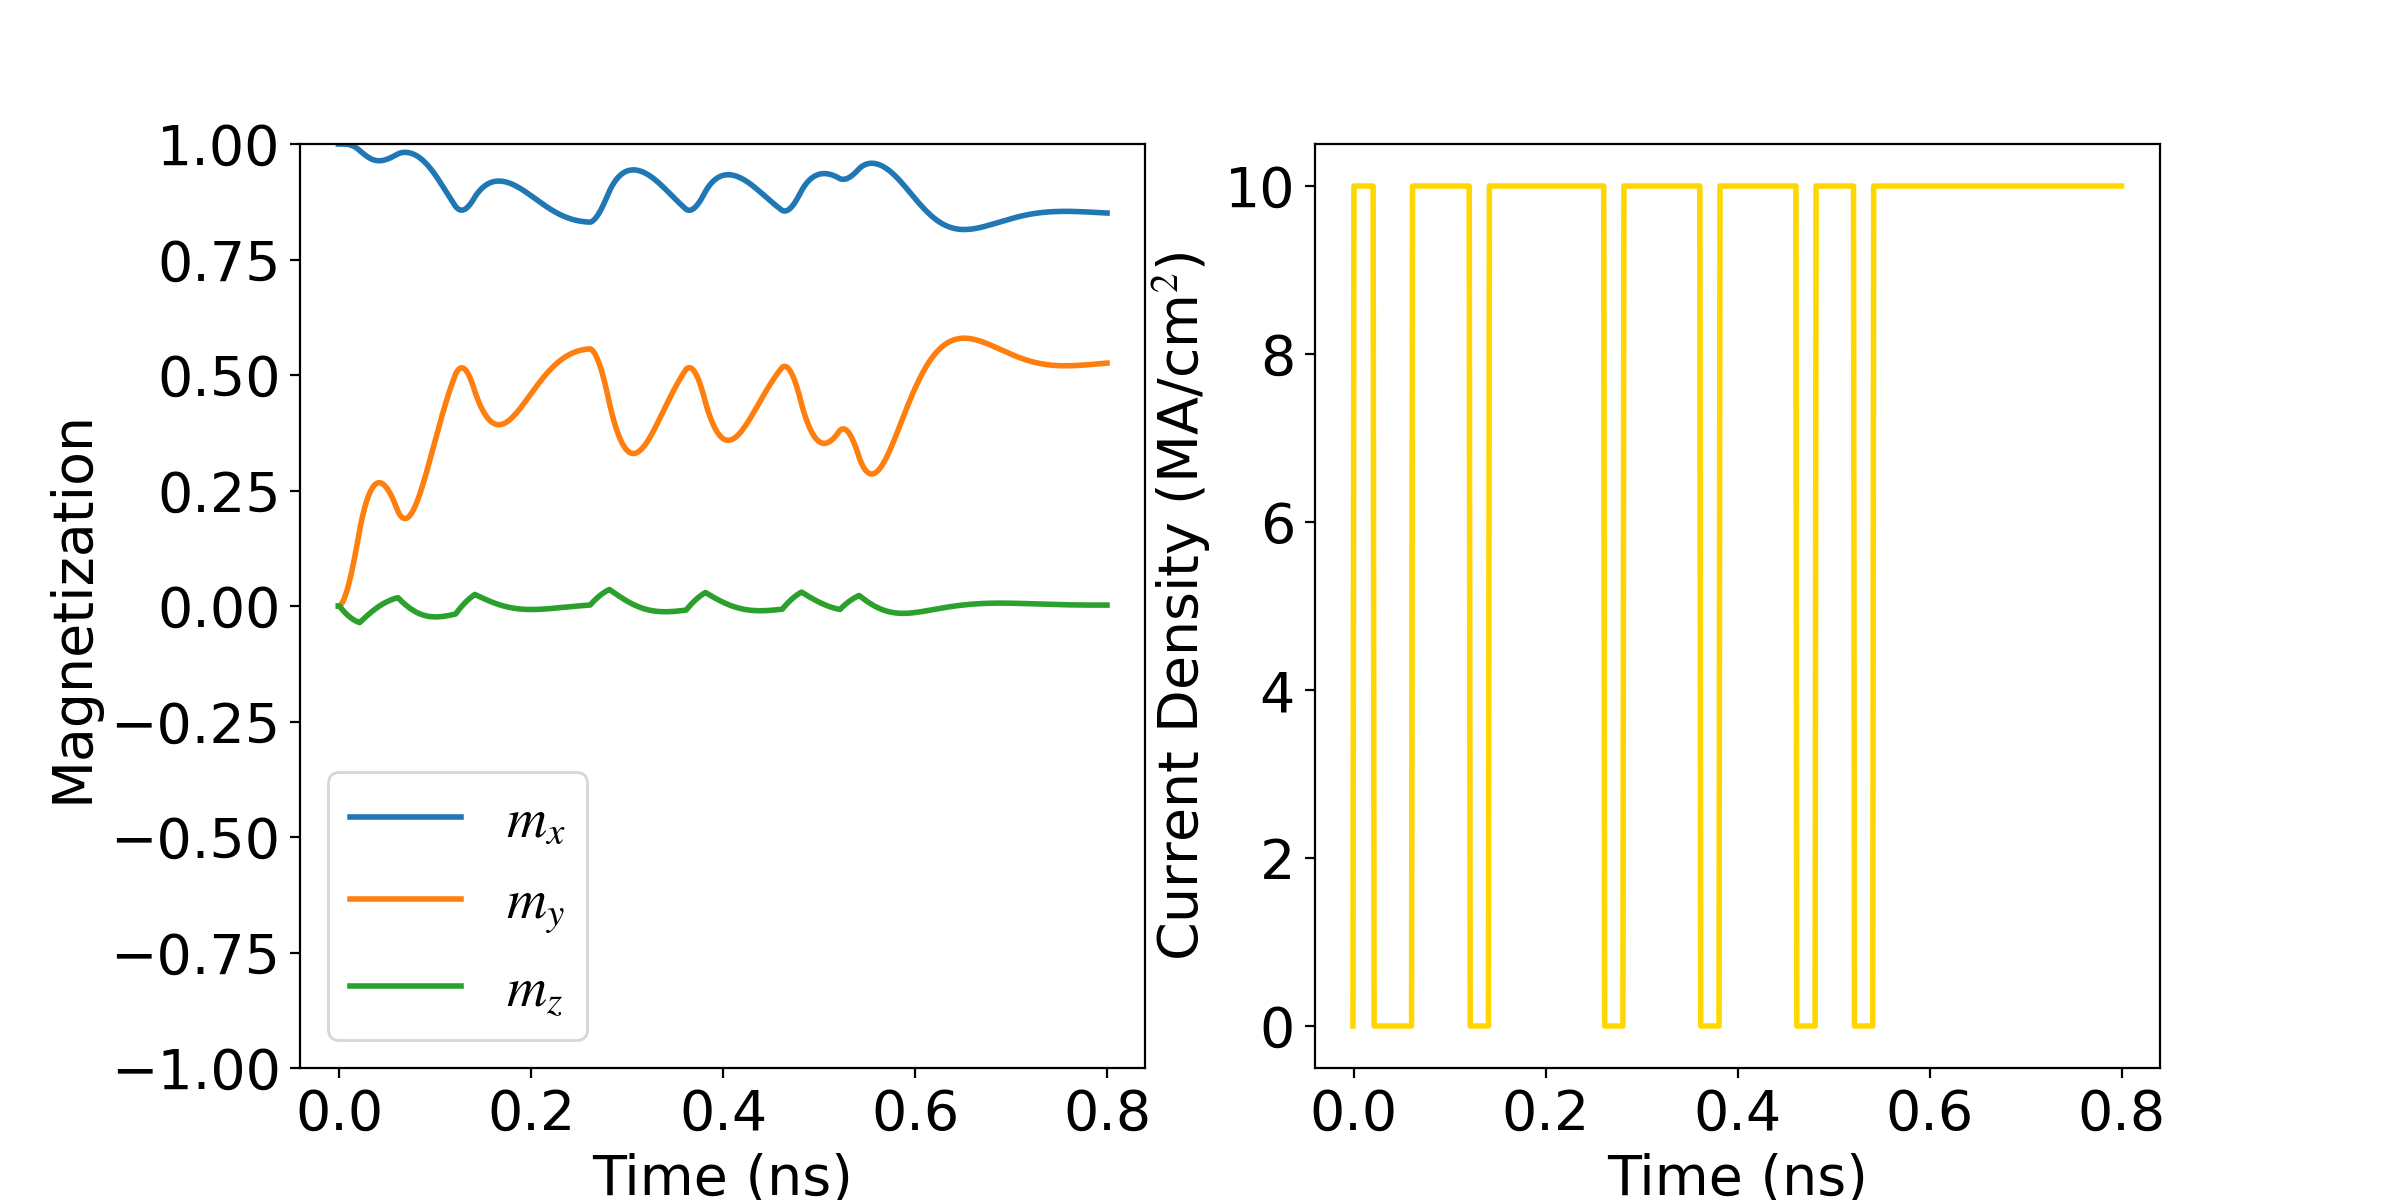 1.00
0.75
0.50
0.25
0.00
−0.25
−0.50
−0.75
−1.00
Magnetization
m_x
m_y
m_z
0.0 0.2 0.4 0.6 0.8
Time (ns)
10
8
6
4
2
0
Current Density (MA/cm²)
0.0 0.2 0.4 0.6 0.8
Time (ns)